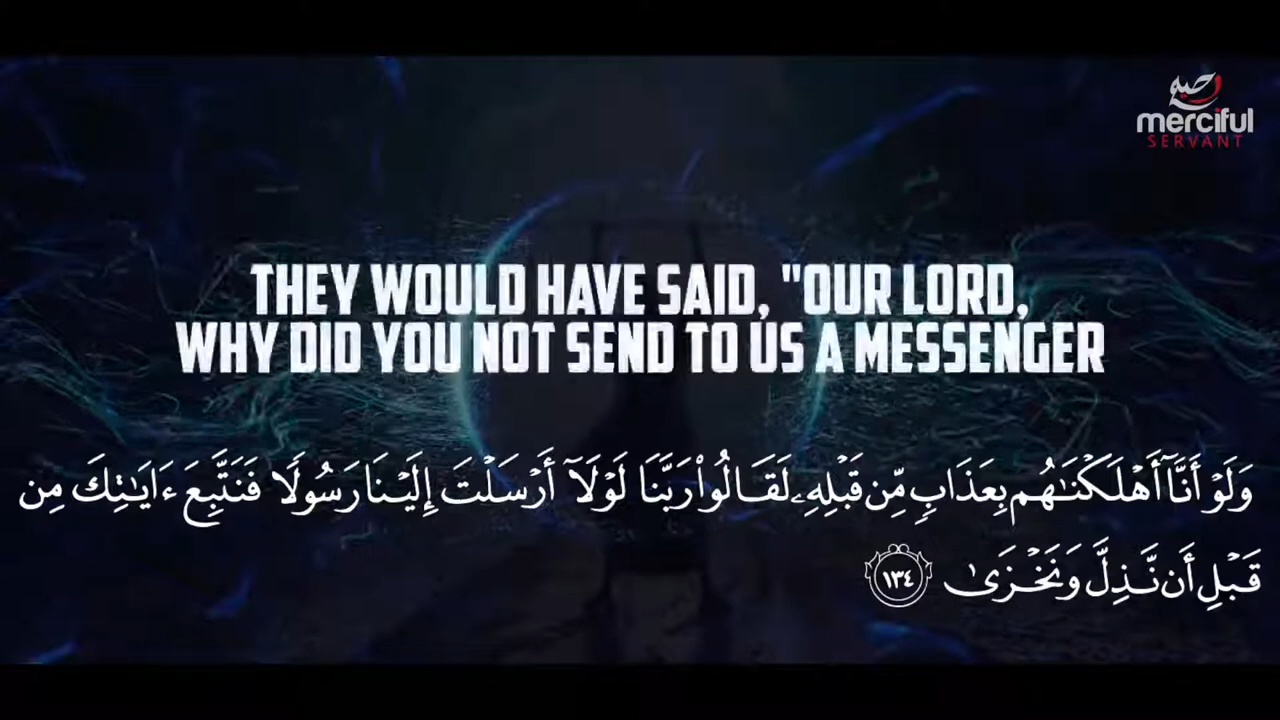 رحيم
merciful
SERVANT
THEY WOULD HAVE SAID, "OUR LORD,
WHY DID YOU NOT SEND TO US A MESSENGER
وَلَوْ أَنَّآ أَهْلَكْنَـٰهُم بِعَذَابٍ مِّن قَبْلِهِۦ لَقَالُوا۟ رَبَّنَا لَوْلَآ أَرْسَلْتَ إِلَيْنَا رَسُولًا فَنَتَّبِعَ ءَايَـٰتِكَ مِن
قَبْلِ أَن نَّذِلَّ وَنَخْزَىٰ ١٣٤